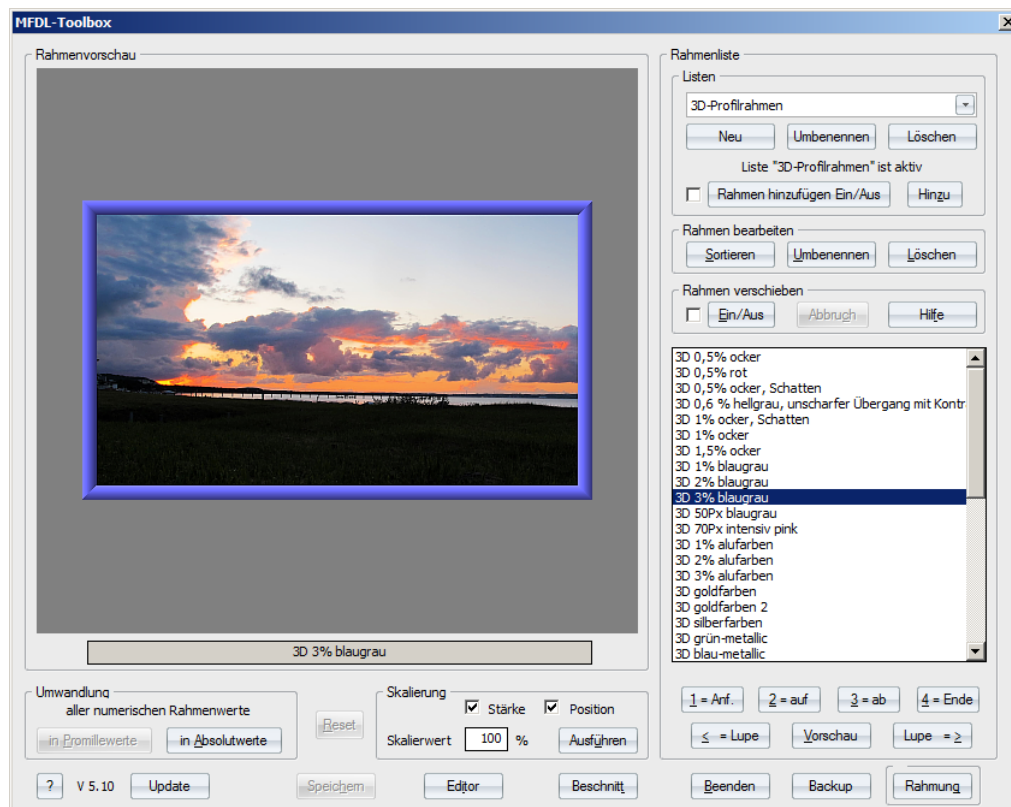 MFDL-Toolbox
Rahmenvorschau
3D 3% blaugrau
Umwandlung
aller numerischen Rahmenwerte
in Promillewerte
in Absolutwerte
Reset
Skalierung
Stärke
Position
Skalierwert
100
%
Ausführen
?
V 5.10
Update
Speichern
Editor
Beschnitt
Rahmenliste
Listen
3D-Profilrahmen
Neu
Umbenennen
Löschen
Liste "3D-Profilrahmen" ist aktiv
Rahmen hinzufügen Ein/Aus
Hinzu
Rahmen bearbeiten
Sortieren
Umbenennen
Löschen
Rahmen verschieben
Ein/Aus
Abbruch
Hilfe
3D 0,5% ocker
3D 0,5% rot
3D 0,5% ocker, Schatten
3D 0,6 % hellgrau, unscharfer Übergang mit Kontr
3D 1% ocker, Schatten
3D 1% ocker
3D 1,5% ocker
3D 1% blaugrau
3D 2% blaugrau
3D 3% blaugrau
3D 50Px blaugrau
3D 70Px intensiv pink
3D 1% alufarben
3D 2% alufarben
3D 3% alufarben
3D goldfarben
3D goldfarben 2
3D silberfarben
3D grün-metallic
3D blau-metallic
1 = Anf.
2 = auf
3 = ab
4 = Ende
< = Lupe
Vorschau
Lupe = >
Beenden
Backup
Rahmung